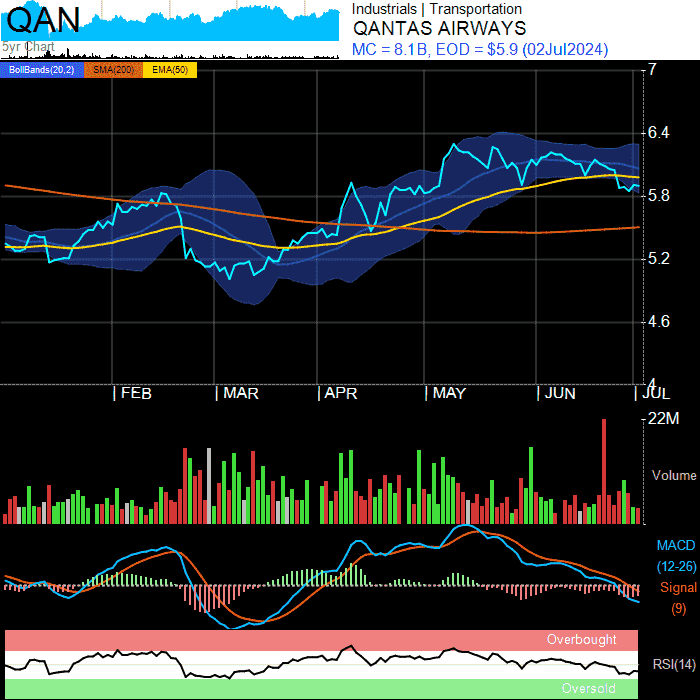 QAN
5yr Chart
Industrials | Transportation
QANTAS AIRWAYS
MC = 8.1B, EOD = $5.9 (02Jul2024)
BollBands(20,2) SMA(200) EMA(50)
7
6.4
5.8
5.2
4.6
4
FEB MAR APR MAY JUN JUL
22M
Volume
MACD
(12-26)
Signal
(9)
Overbought
RSI(14)
Oversold